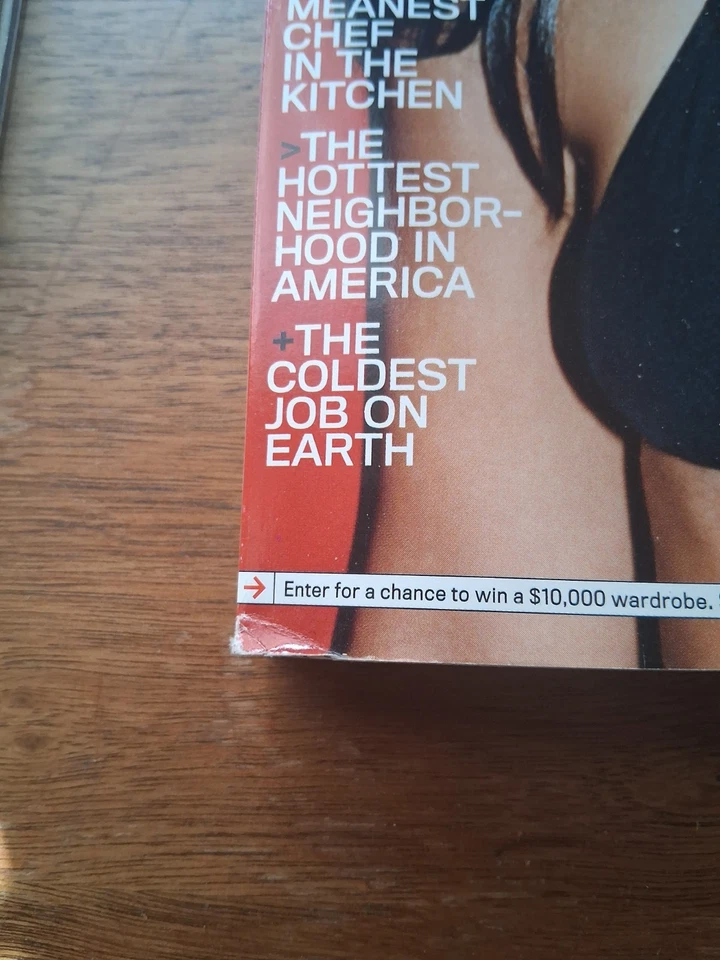 MEANEST
CHEF
IN THE
KITCHEN
>THE
HOTTEST
NEIGHBOR-
HOOD IN
AMERICA
+THE
COLDEST
JOB ON
EARTH
→ Enter for a chance to win a $10,000 wardrobe.